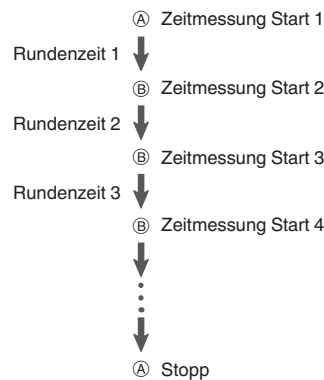 Ⓐ Zeitmessung Start 1
Rundenzeit 1
Ⓑ Zeitmessung Start 2
Rundenzeit 2
Ⓑ Zeitmessung Start 3
Rundenzeit 3
Ⓑ Zeitmessung Start 4
Ⓐ Stopp